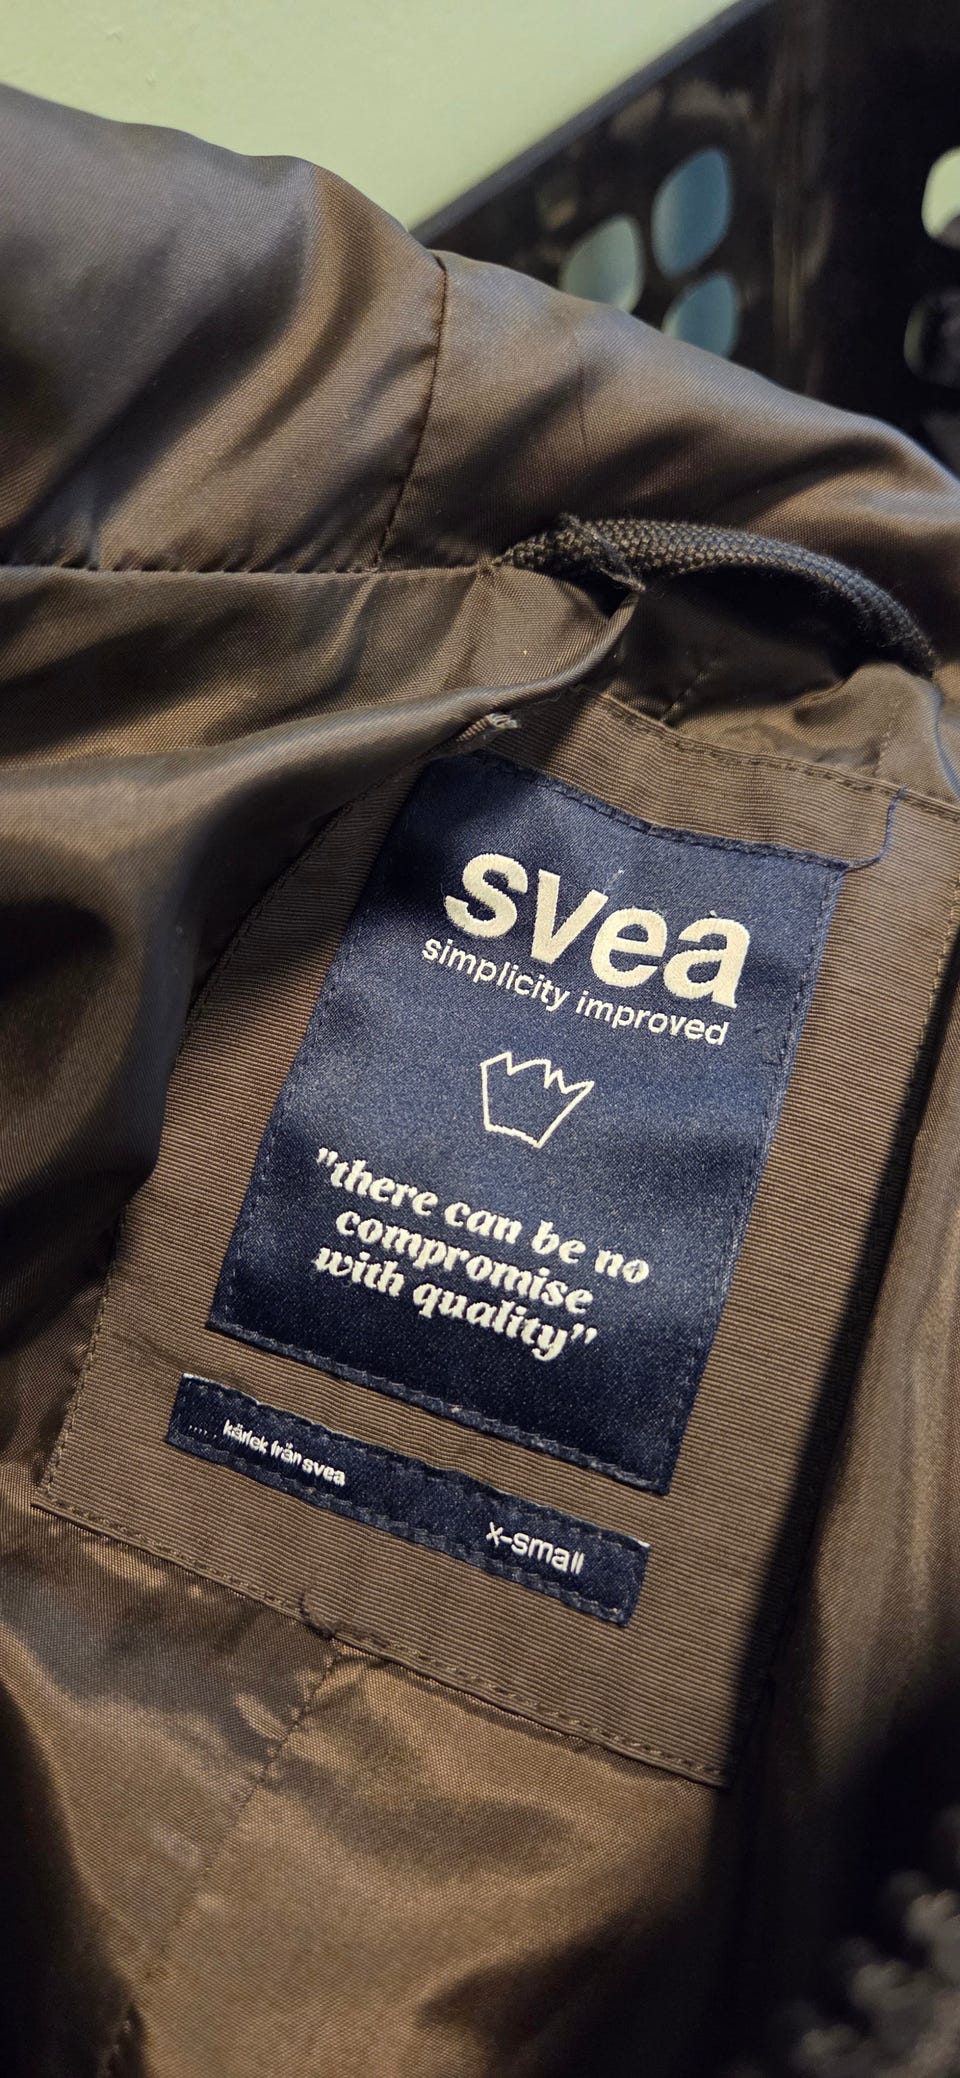 svea
simplicity improved
"there can be no
compromise
with quality"
kärlek från svea
x-small